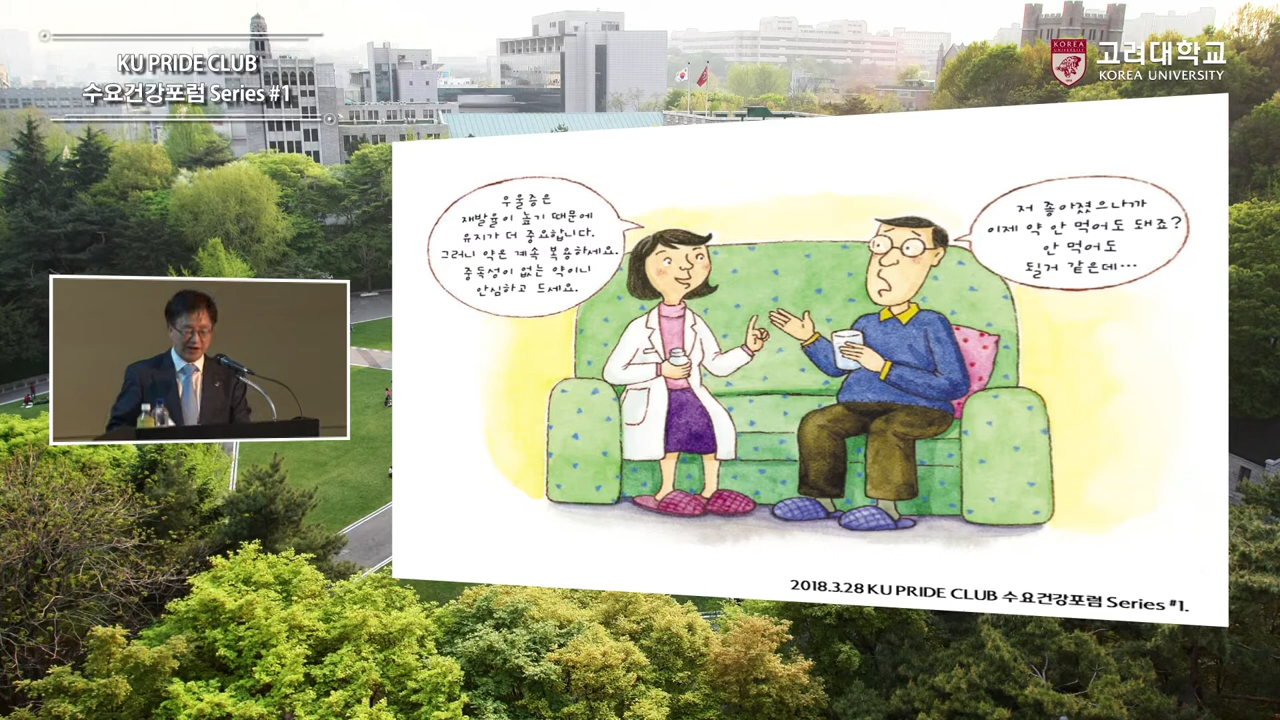 KU PRIDE CLUB
수요건강포럼 Series #1
KOREA
UNIVERSITY
고려대학교
KOREA UNIVERSITY
우울증은
재발율이 높기 때문에
유지가 더 중요합니다.
그러니 약은 계속 복용하세요.
중독성이 없는 약이니
안심하고 드세요.
저 좋아졌으니까
이제 약 안 먹어도 돼죠?
안 먹어도
될거 같은데...
2018.3.28 KU PRIDE CLUB 수요건강포럼 Series #1.